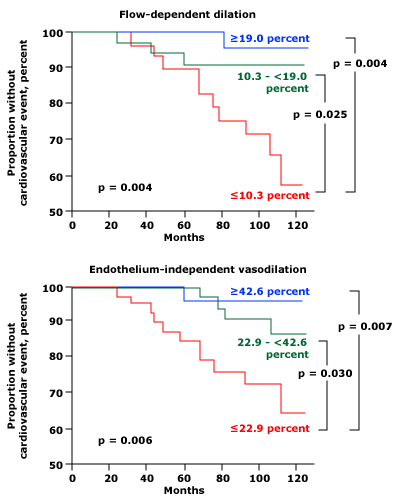 Flow-dependent dilation
Proportion without
cardiovascular event, percent
100
90
80
70
60
50
≥19.0 percent
10.3 - <19.0
percent
≤10.3 percent
p = 0.004
p = 0.025
p = 0.004
0 20 40 60 80 100 120
Months
Endothelium-independent vasodilation
Proportion without
cardiovascular event, percent
100
90
80
70
60
50
≥42.6 percent
22.9 - <42.6
percent
≤22.9 percent
p = 0.007
p = 0.030
p = 0.006
0 20 40 60 80 100 120
Months